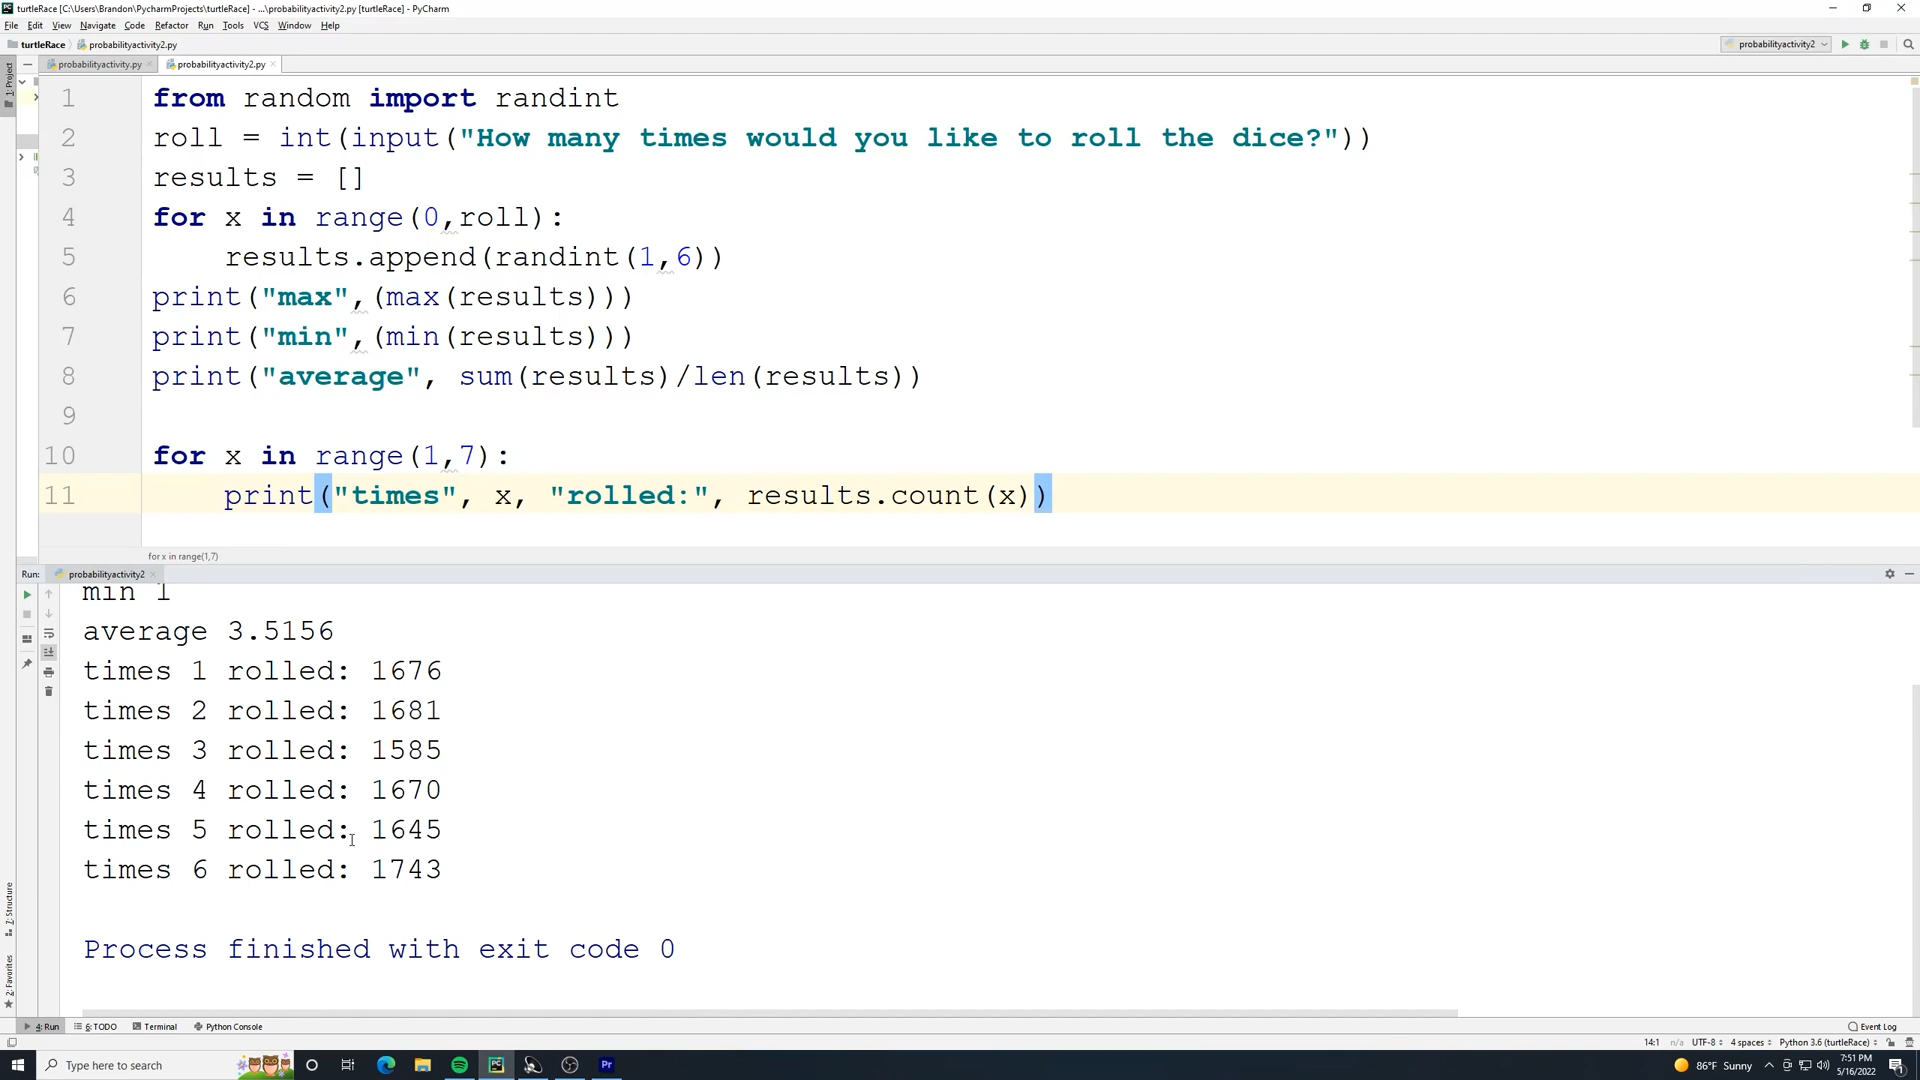 turtleRace [C:\Users\Brandon\PycharmProjects\turtleRace] - ...\probabilityactivity2.py [turtleRace] - PyCharm
File Edit View Navigate Code Refactor Run Tools VCS Window Help
turtleRace probabilityactivity2.py probabilityactivity2
probabilityactivity.py probabilityactivity2.py
1: Project
1 from random import randint
2 roll = int(input("How many times would you like to roll the dice?"))
3 results = []
4 for x in range(0,roll):
5 results.append(randint(1,6))
6 print("max",(max(results)))
7 print("min",(min(results)))
8 print("average", sum(results)/len(results))
9
10 for x in range(1,7):
11 print("times", x, "rolled:", results.count(x))
for x in range(1,7)
Run: probabilityactivity2
min 1
average 3.5156
times 1 rolled: 1676
times 2 rolled: 1681
times 3 rolled: 1585
times 4 rolled: 1670
times 5 rolled: 1645
times 6 rolled: 1743
Process finished with exit code 0
7: Structure
2: Favorites
4: Run 6: TODO Terminal Python Console Event Log
14:1 n/a UTF-8 4 spaces Python 3.6 (turtleRace)
Type here to search 86°F Sunny 7:51 PM
5/16/2022